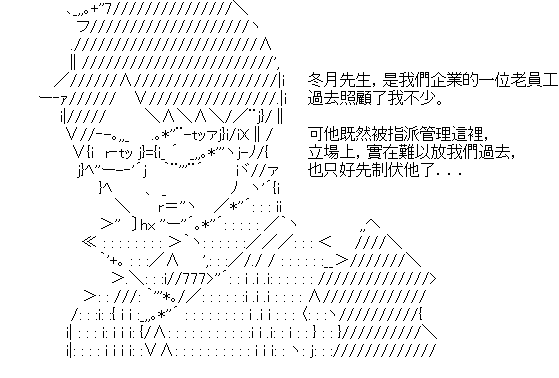 冬月先生，是我們企業的一位老員工
過去照顧了我不少。
可他既然被指派管理這裡，
立場上，實在難以放我們過去，
也只好先制伏他了．．．